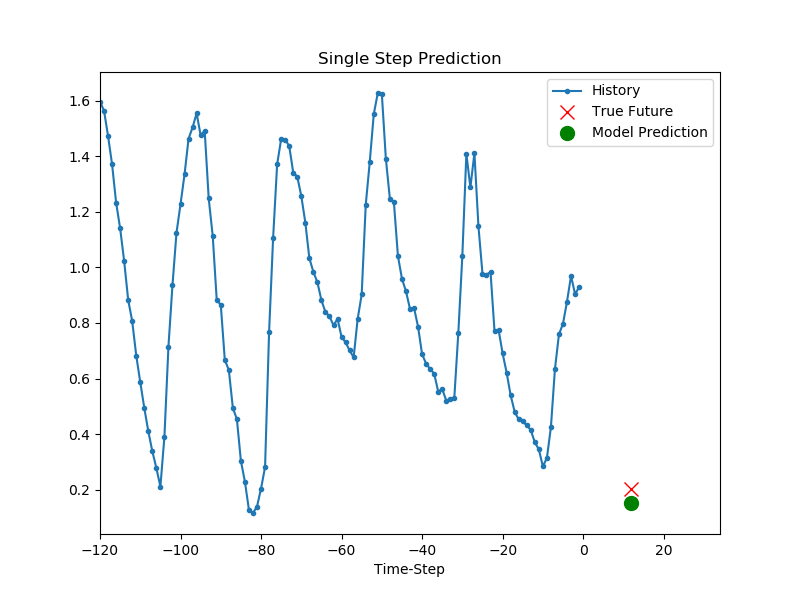 Single Step Prediction
History
True Future
Model Prediction
1.6
1.4
1.2
1.0
0.8
0.6
0.4
0.2
−120 −100 −80 −60 −40 −20 0 20
Time-Step